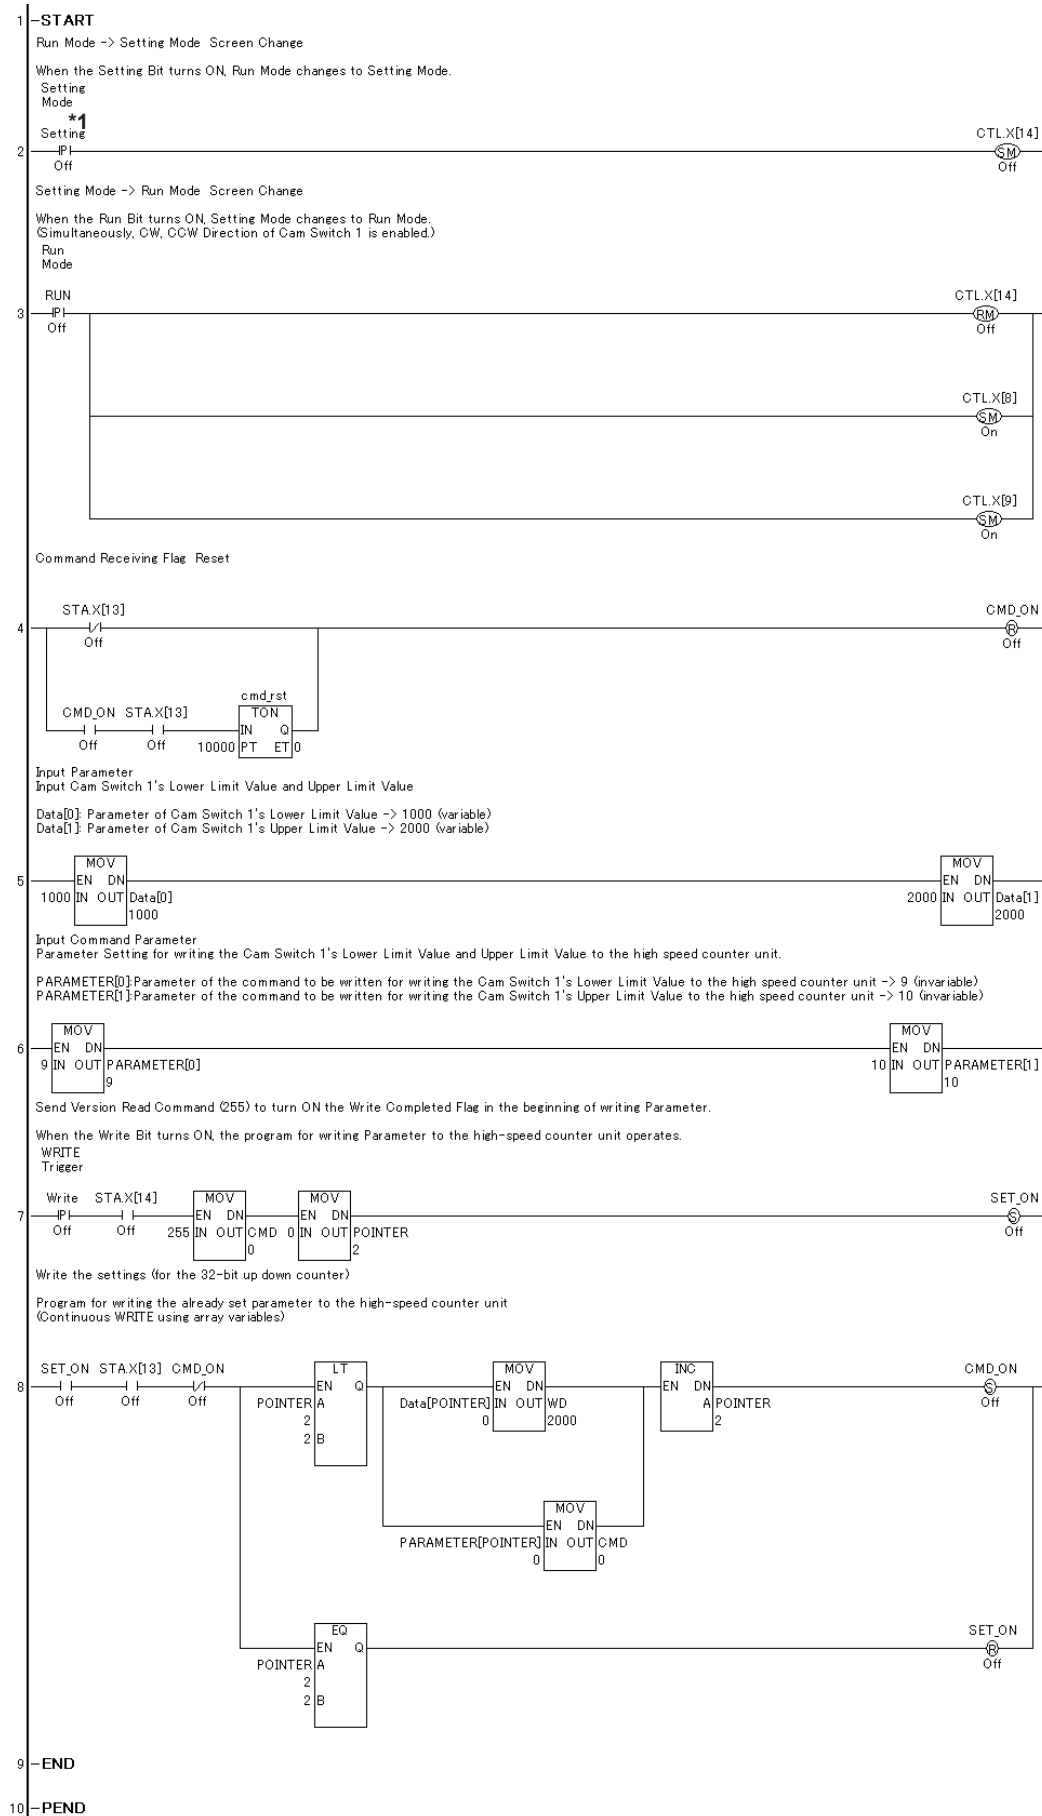 1 START
Run Mode -> Setting Mode Screen Change
When the Setting Bit turns ON, Run Mode changes to Setting Mode.
Setting
Mode
*1
Setting CTL.X[14]
2 P SM
Off Off
Setting Mode -> Run Mode Screen Change
When the Run Bit turns ON, Setting Mode changes to Run Mode.
(Simultaneously, CW, CCW Direction of Cam Switch 1 is enabled.)
Run
Mode
RUN CTL.X[14]
3 P RM
Off Off
CTL.X[8]
SM
On
CTL.X[9]
SM
On
Command Receiving Flag Reset
STA.X[13] CMD_ON
4 R
Off Off
cmd_rst
CMD_ON STA.X[13] TON
IN Q
Off Off 10000 PT ET 0
Input Parameter
Input Cam Switch 1's Lower Limit Value and Upper Limit Value
Data[0]: Parameter of Cam Switch 1's Lower Limit Value -> 1000 (variable)
Data[1]: Parameter of Cam Switch 1's Upper Limit Value -> 2000 (variable)
MOV MOV
5 EN DN EN DN
1000 IN OUT Data[0] 2000 IN OUT Data[1]
1000 2000
Input Command Parameter
Parameter Setting for writing the Cam Switch 1's Lower Limit Value and Upper Limit Value to the high speed counter unit.
PARAMETER[0]:Parameter of the command to be written for writing the Cam Switch 1's Lower Limit Value to the high speed counter unit -> 9 (invariable)
PARAMETER[1]:Parameter of the command to be written for writing the Cam Switch 1's Upper Limit Value to the high speed counter unit -> 10 (invariable)
MOV MOV
6 EN DN EN DN
9 IN OUT PARAMETER[0] 10 IN OUT PARAMETER[1]
9 10
Send Version Read Command (255) to turn ON the Write Completed Flag in the beginning of writing Parameter.
When the Write Bit turns ON, the program for writing Parameter to the high-speed counter unit operates.
WRITE
Trigger
Write STA.X[14] MOV MOV SET_ON
7 P EN DN EN DN S
Off Off 255 IN OUT CMD 0 IN OUT POINTER Off
0 2
Write the settings (for the 32-bit up down counter)
Program for writing the already set parameter to the high-speed counter unit
(Continuous WRITE using array variables)
SET_ON STA.X[13] CMD_ON LT MOV INC CMD_ON
8 EN Q EN DN EN DN S
Off Off Off POINTER A Data[POINTER] IN OUT WD A POINTER Off
2 0 2000 2
2 B
MOV
EN DN
PARAMETER[POINTER] IN OUT CMD
0 0
EQ SET_ON
EN Q R
POINTER A Off
2
2 B
9 END
10 PEND